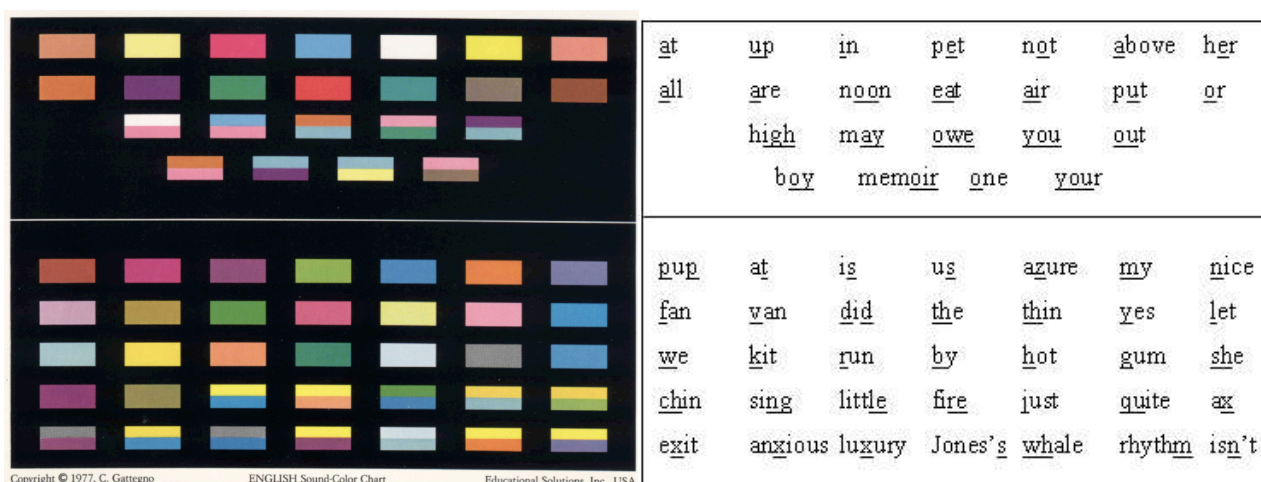 at up in pet not above her
all are noon eat air put or
high may owe you out
boy memoir one your
pup at is us azure my nice
fan van did the thin yes let
we kit run by hot gum she
chin sing little fire just quite ax
exit anxious luxury Jones's whale rhythm isn't
Copyright © 1977, C. Gattegno ENGLISH Sound-Color Chart Educational Solutions, Inc., USA